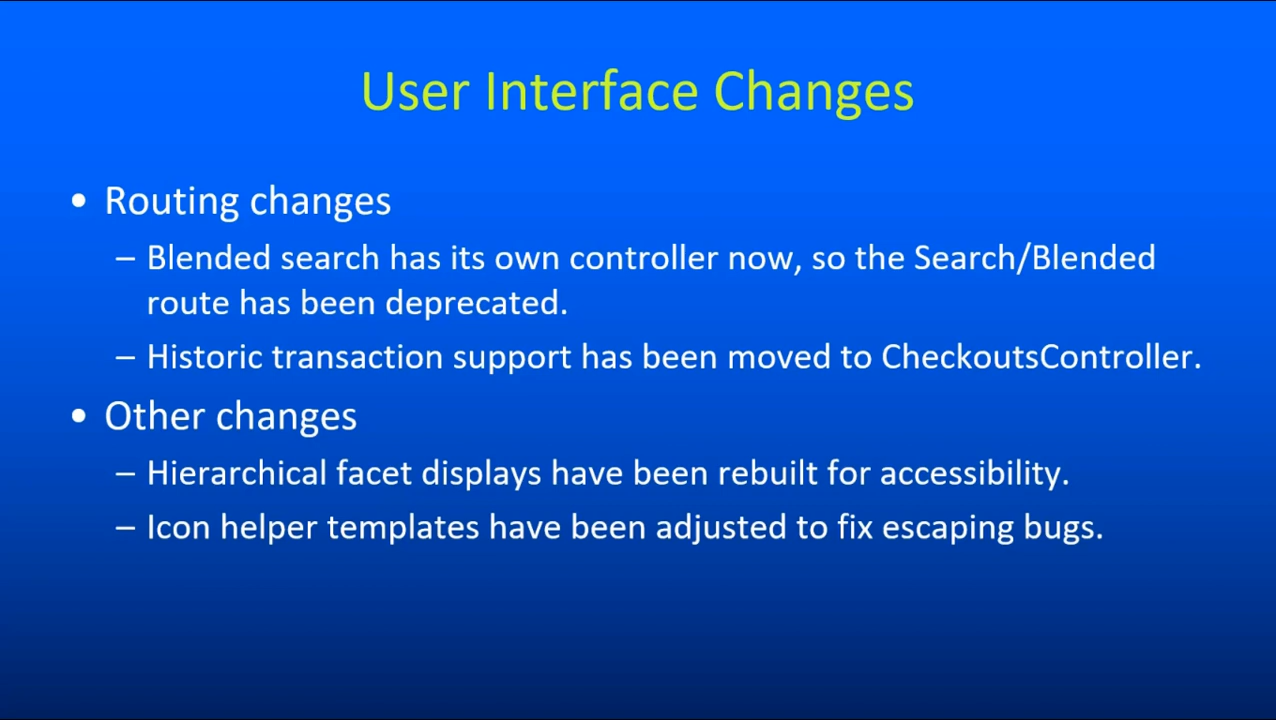 User Interface Changes
• Routing changes
– Blended search has its own controller now, so the Search/Blended
route has been deprecated.
– Historic transaction support has been moved to CheckoutsController.
• Other changes
– Hierarchical facet displays have been rebuilt for accessibility.
– Icon helper templates have been adjusted to fix escaping bugs.